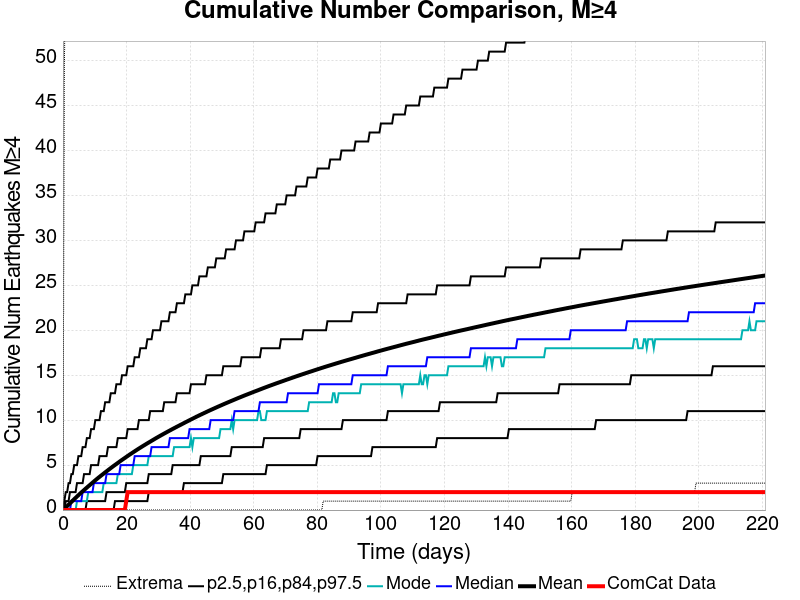 Cumulative Number Comparison, M≥4
Cumulative Num Earthquakes M≥4
50
45
40
35
30
25
20
15
10
5
0
0 20 40 60 80 100 120 140 160 180 200 220
Time (days)
Extrema p2.5,p16,p84,p97.5 Mode Median Mean ComCat Data